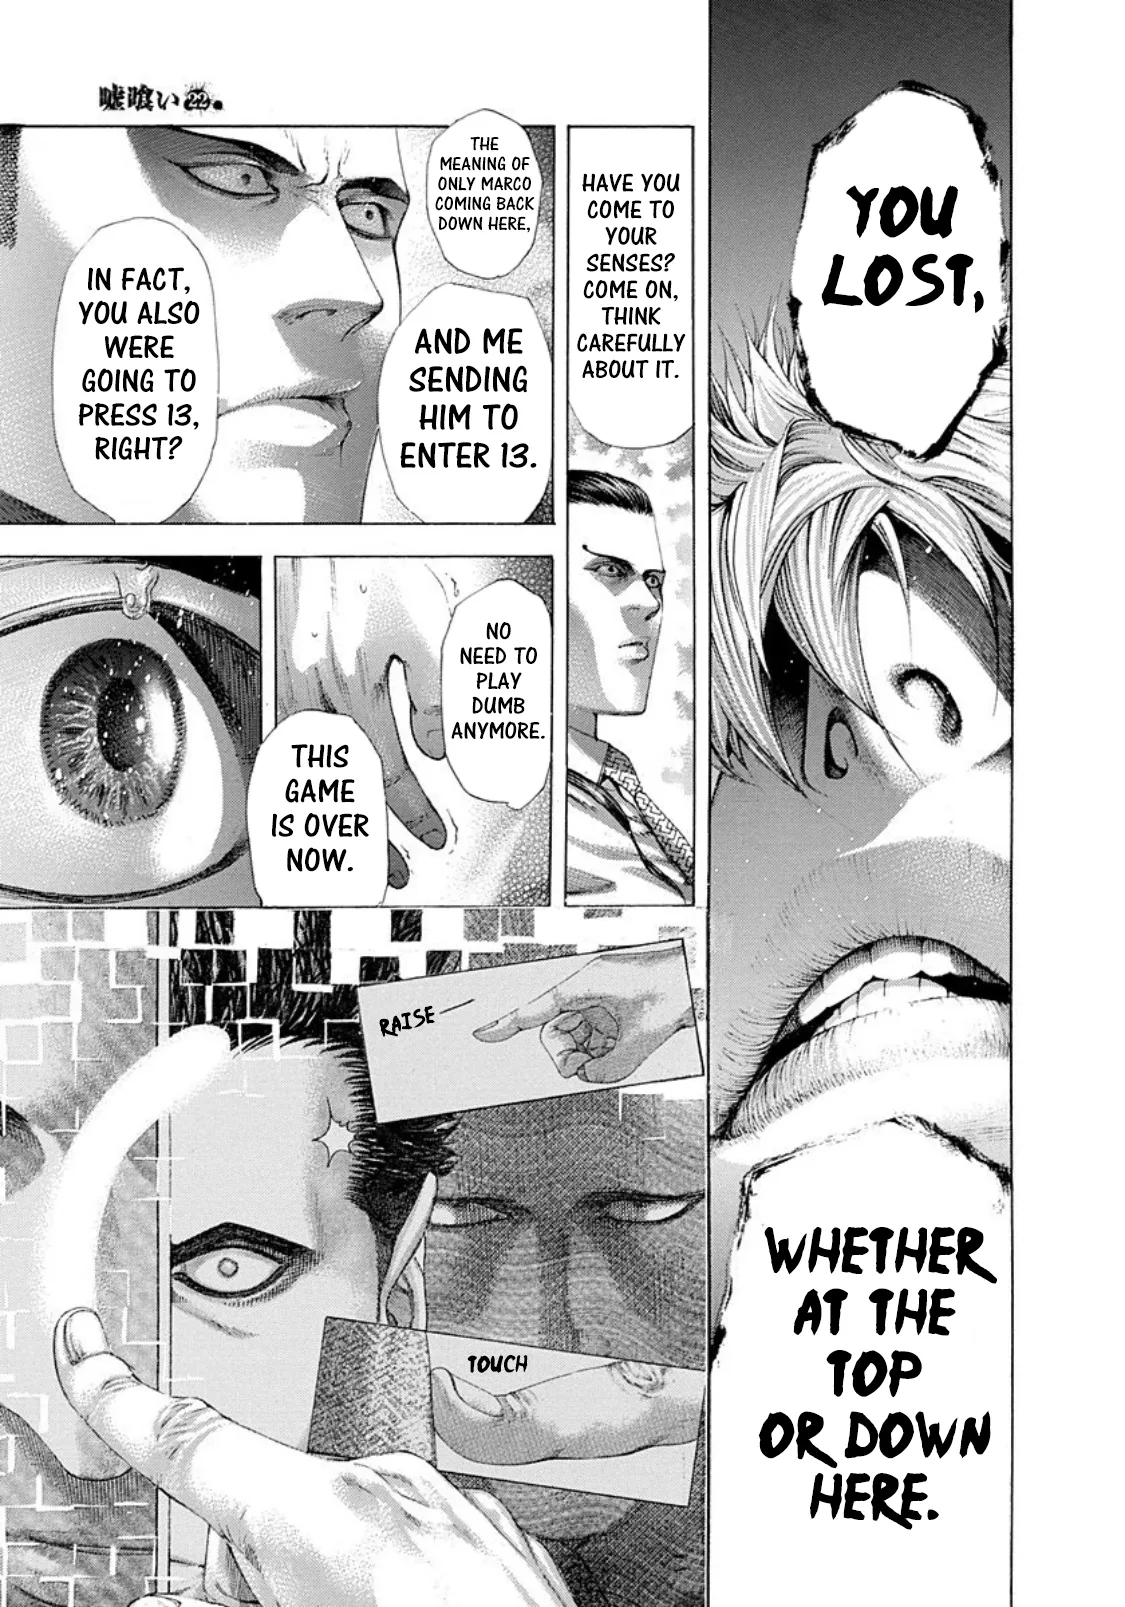 嘘喰い 22
YOU
LOST,
WHETHER
AT THE
TOP
OR DOWN
HERE.
HAVE YOU
COME TO
YOUR
SENSES?
COME ON,
THINK
CAREFULLY
ABOUT IT.
THE
MEANING OF
ONLY MARCO
COMING BACK
DOWN HERE,
AND ME
SENDING
HIM TO
ENTER 13.
IN FACT,
YOU ALSO
WERE
GOING TO
PRESS 13,
RIGHT?
NO
NEED TO
PLAY
DUMB
ANYMORE.
THIS
GAME
IS OVER
NOW.
RAISE
TOUCH